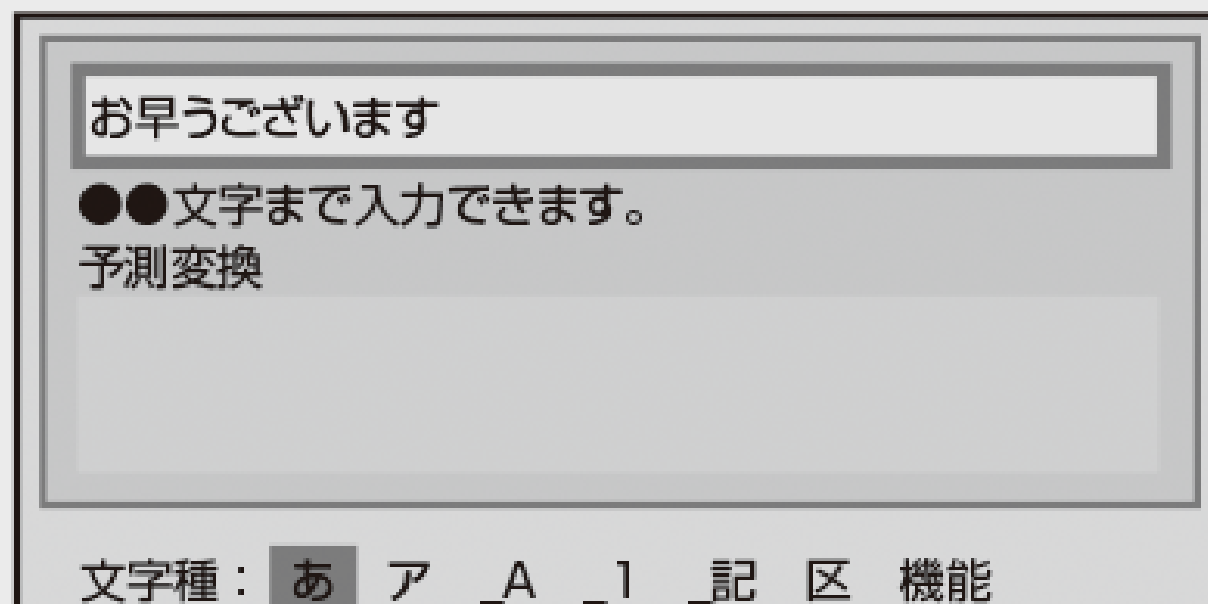 お早うございます
●●文字まで入力できます。
予測変換
文字種： あ ア _A _1 _記 区 機能